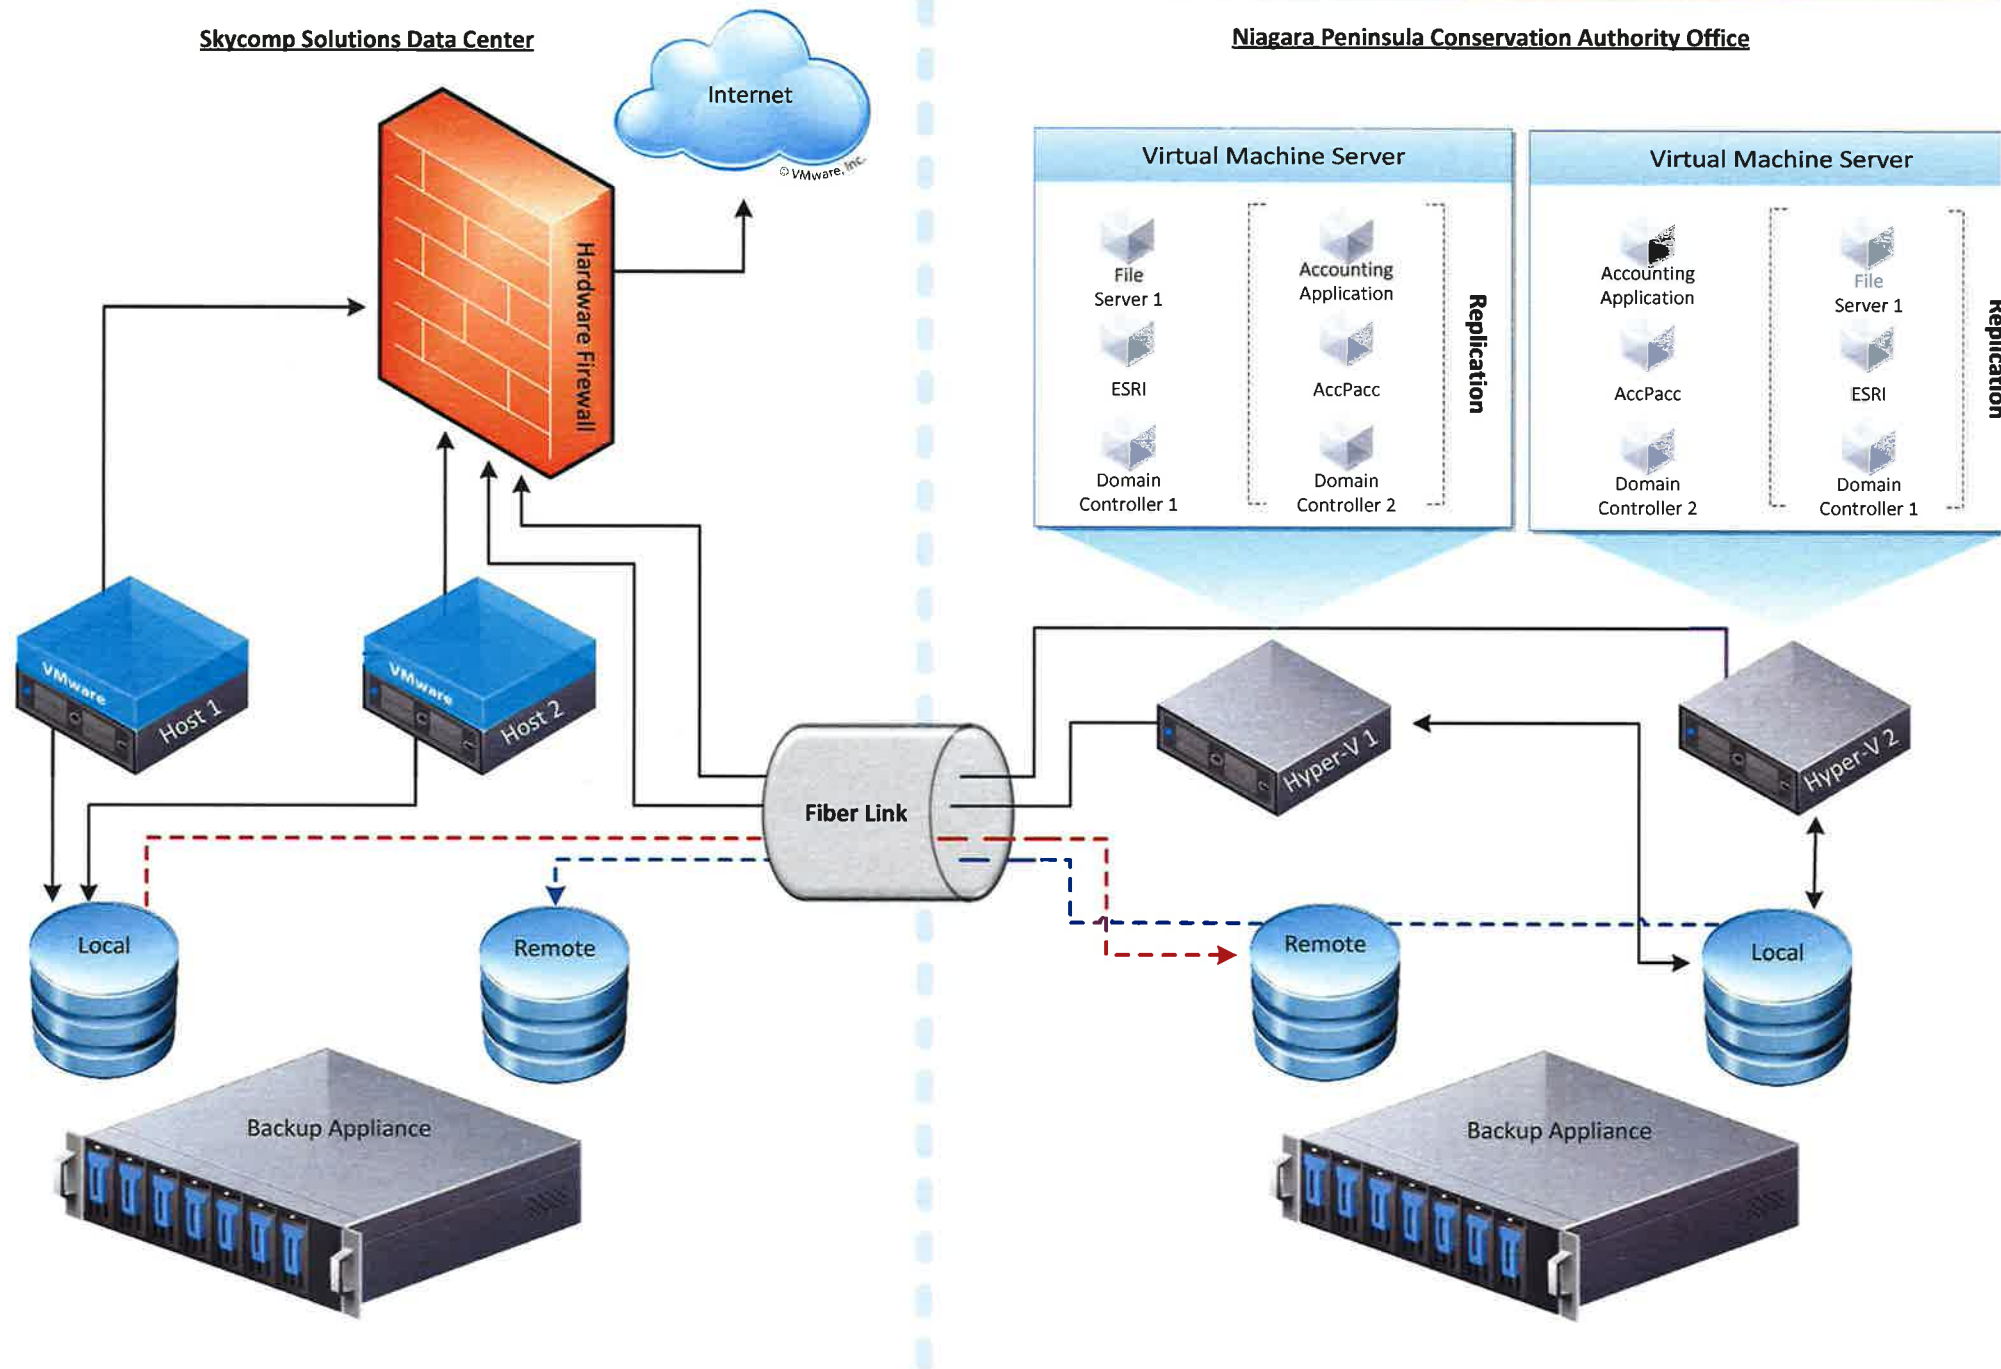 Skycomp Solutions Data Center
Internet
© VMware, Inc.
Hardware Firewall
VMware
Host 1
VMware
Host 2
Fiber Link
Local
Remote
Backup Appliance
Niagara Peninsula Conservation Authority Office
Virtual Machine Server
File
Server 1
Accounting
Application
ESRI
AccPacc
Domain
Controller 1
Domain
Controller 2
Replication
Virtual Machine Server
Accounting
Application
File
Server 1
AccPacc
ESRI
Domain
Controller 2
Domain
Controller 1
Replication
Hyper-V 1
Hyper-V 2
Remote
Local
Backup Appliance